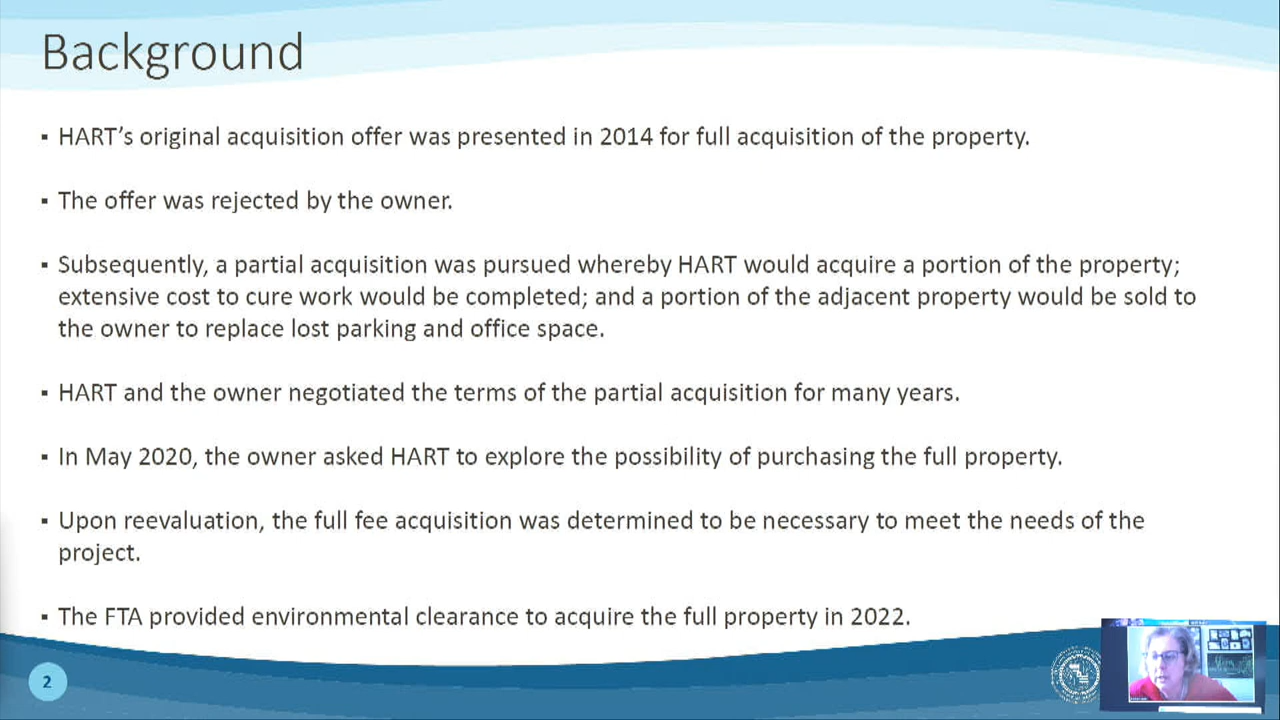 Background
▪ HART's original acquisition offer was presented in 2014 for full acquisition of the property.
▪ The offer was rejected by the owner.
▪ Subsequently, a partial acquisition was pursued whereby HART would acquire a portion of the property;
extensive cost to cure work would be completed; and a portion of the adjacent property would be sold to
the owner to replace lost parking and office space.
▪ HART and the owner negotiated the terms of the partial acquisition for many years.
▪ In May 2020, the owner asked HART to explore the possibility of purchasing the full property.
▪ Upon reevaluation, the full fee acquisition was determined to be necessary to meet the needs of the
project.
▪ The FTA provided environmental clearance to acquire the full property in 2022.
2